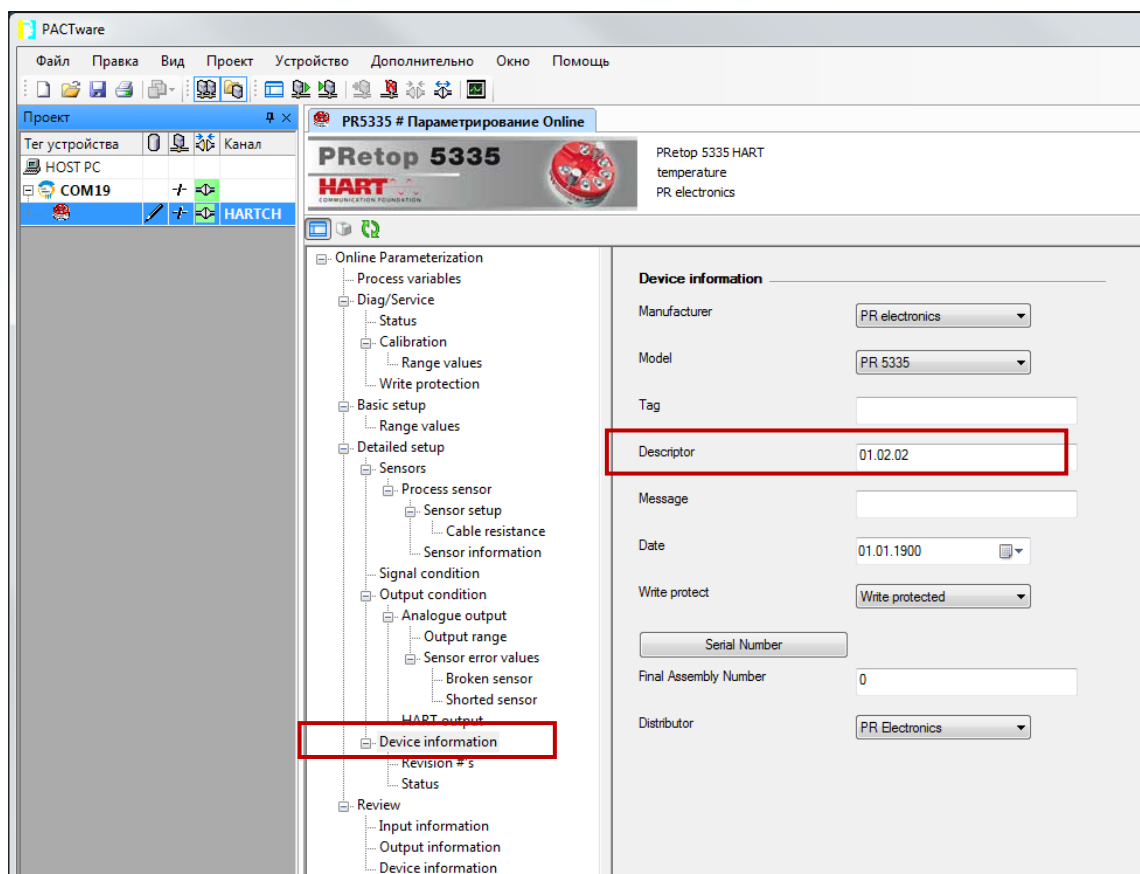 PACTware
Файл Правка Вид Проект Устройство Дополнительно Окно Помощь
Проект
Тег устройства Канал
HOST PC
COM19
HARTCH
PR5335 # Параметрирование Online
PRetop 5335
HART
COMMUNICATION FOUNDATION
PRetop 5335 HART
temperature
PR electronics
Online Parameterization
Process variables
Diag/Service
Status
Calibration
Range values
Write protection
Basic setup
Range values
Detailed setup
Sensors
Process sensor
Sensor setup
Cable resistance
Sensor information
Signal condition
Output condition
Analogue output
Output range
Sensor error values
Broken sensor
Shorted sensor
HART output
Device information
Revision #'s
Status
Review
Input information
Output information
Device information
Device information
Manufacturer PR electronics
Model PR 5335
Tag
Descriptor 01.02.02
Message
Date 01.01.1900
Write protect Write protected
Serial Number
Final Assembly Number 0
Distributor PR Electronics